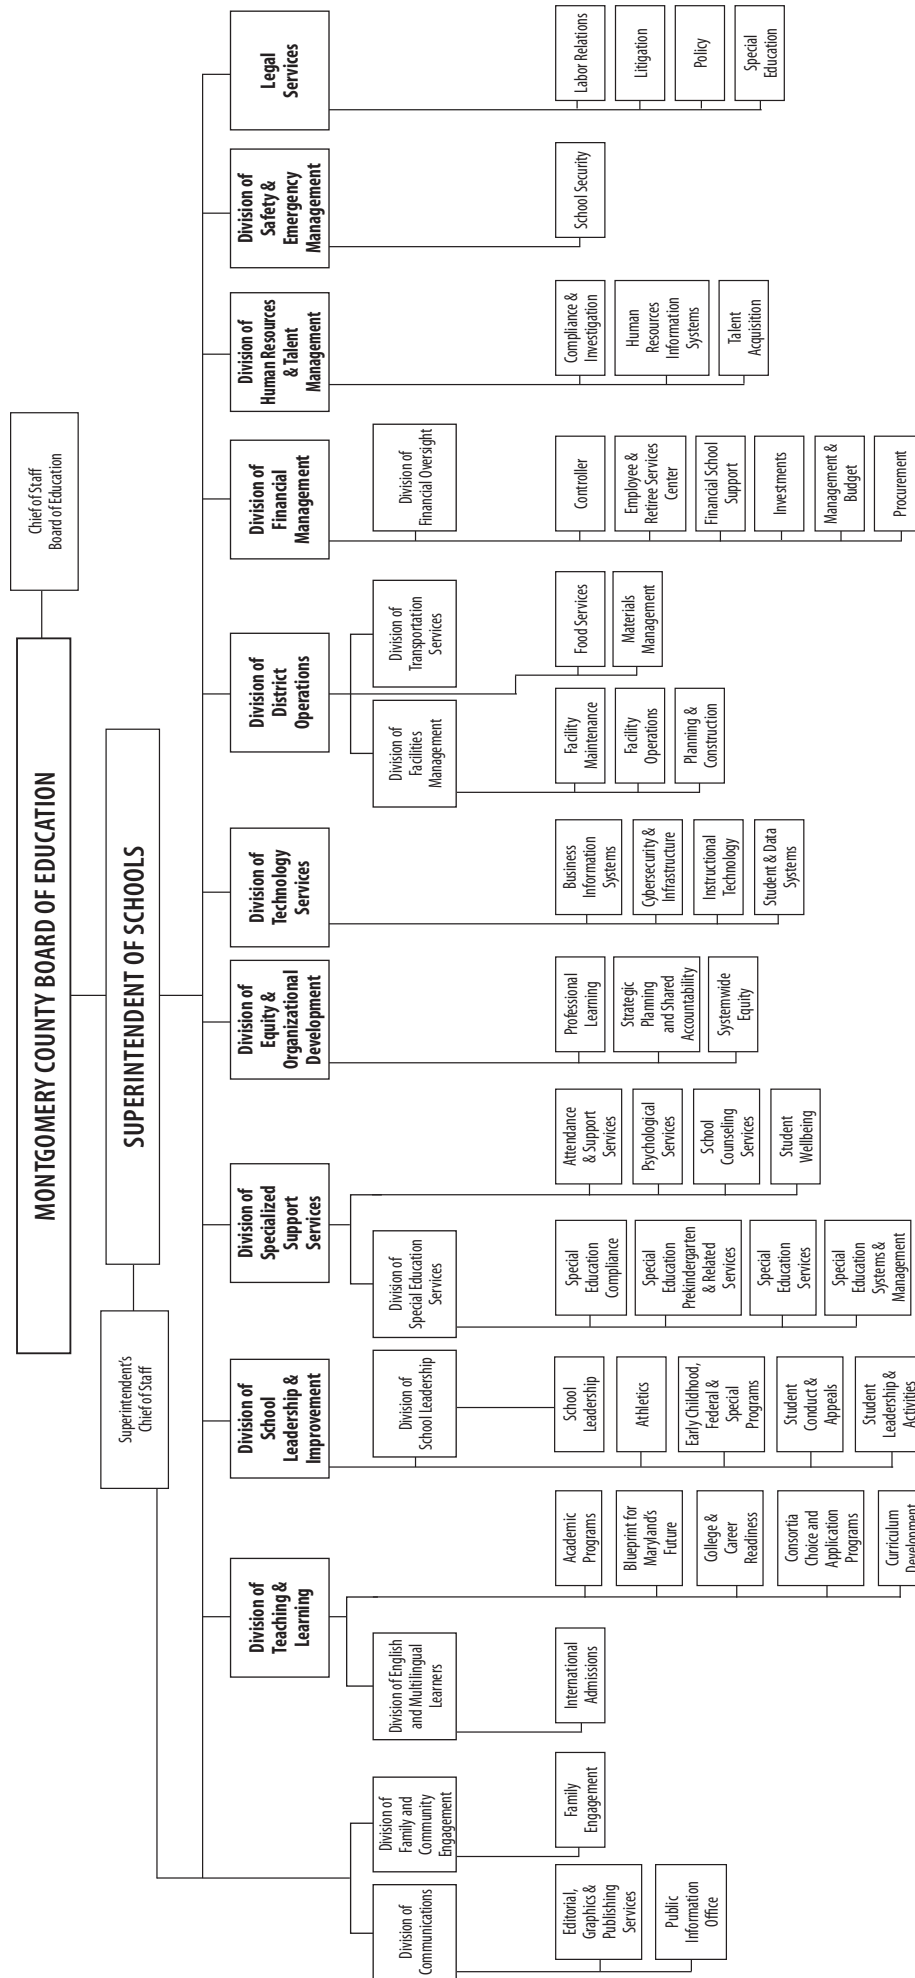 MONTGOMERY COUNTY BOARD OF EDUCATION
Chief of Staff
Board of Education
SUPERINTENDENT OF SCHOOLS
Superintendent's
Chief of Staff
Division of
Communications
Editorial,
Graphics &
Publishing
Services
Public
Information
Office
Division of
Family and
Community
Engagement
Family
Engagement
Division of
Teaching &
Learning
Division of English
and Multilingual
Learners
International
Admissions
Academic
Programs
Blueprint for
Maryland's
Future
College &
Career
Readiness
Consortia
Choice and
Application
Programs
Curriculum
Development
Division of
School
Leadership &
Improvement
Division of
School Leadership
School
Leadership
Athletics
Early Childhood,
Federal &
Special
Programs
Student
Conduct &
Appeals
Student
Leadership &
Activities
Division of
Specialized
Support
Services
Division of
Special Education
Services
Special
Education
Compliance
Special
Education
Prekindergarten
& Related
Services
Special
Education
Services
Special
Education
Systems &
Management
Attendance
& Support
Services
Psychological
Services
School
Counseling
Services
Student
Wellbeing
Division of
Equity &
Organizational
Development
Professional
Learning
Strategic
Planning
and Shared
Accountability
Systemwide
Equity
Division of
Technology
Services
Business
Information
Systems
Cybersecurity &
Infrastructure
Instructional
Technology
Student & Data
Systems
Division of
District
Operations
Division of
Facilities
Management
Facility
Maintenance
Facility
Operations
Planning &
Construction
Division of
Transportation
Services
Food Services
Materials
Management
Division of
Financial
Management
Division of
Financial Oversight
Controller
Employee &
Retiree Services
Center
Financial School
Support
Investments
Management &
Budget
Procurement
Division of
Human Resources
& Talent
Management
Compliance &
Investigation
Human
Resources
Information
Systems
Talent
Acquisition
Division of
Safety &
Emergency
Management
School Security
Legal
Services
Labor Relations
Litigation
Policy
Special
Education